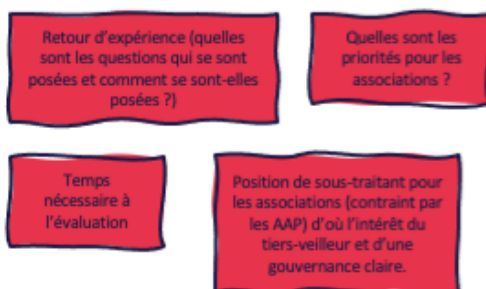 Retour d'expérience (quelles
sont les questions qui se sont
posées et comment se sont-elles
posées ?)
Quelles sont les
priorités pour les
associations ?
Temps
nécessaire à
l'évaluation
Position de sous-traitant pour
les associations (contraint par
les AAP) d'où l'intérêt du
tiers-veilleur et d'une
gouvernance claire.